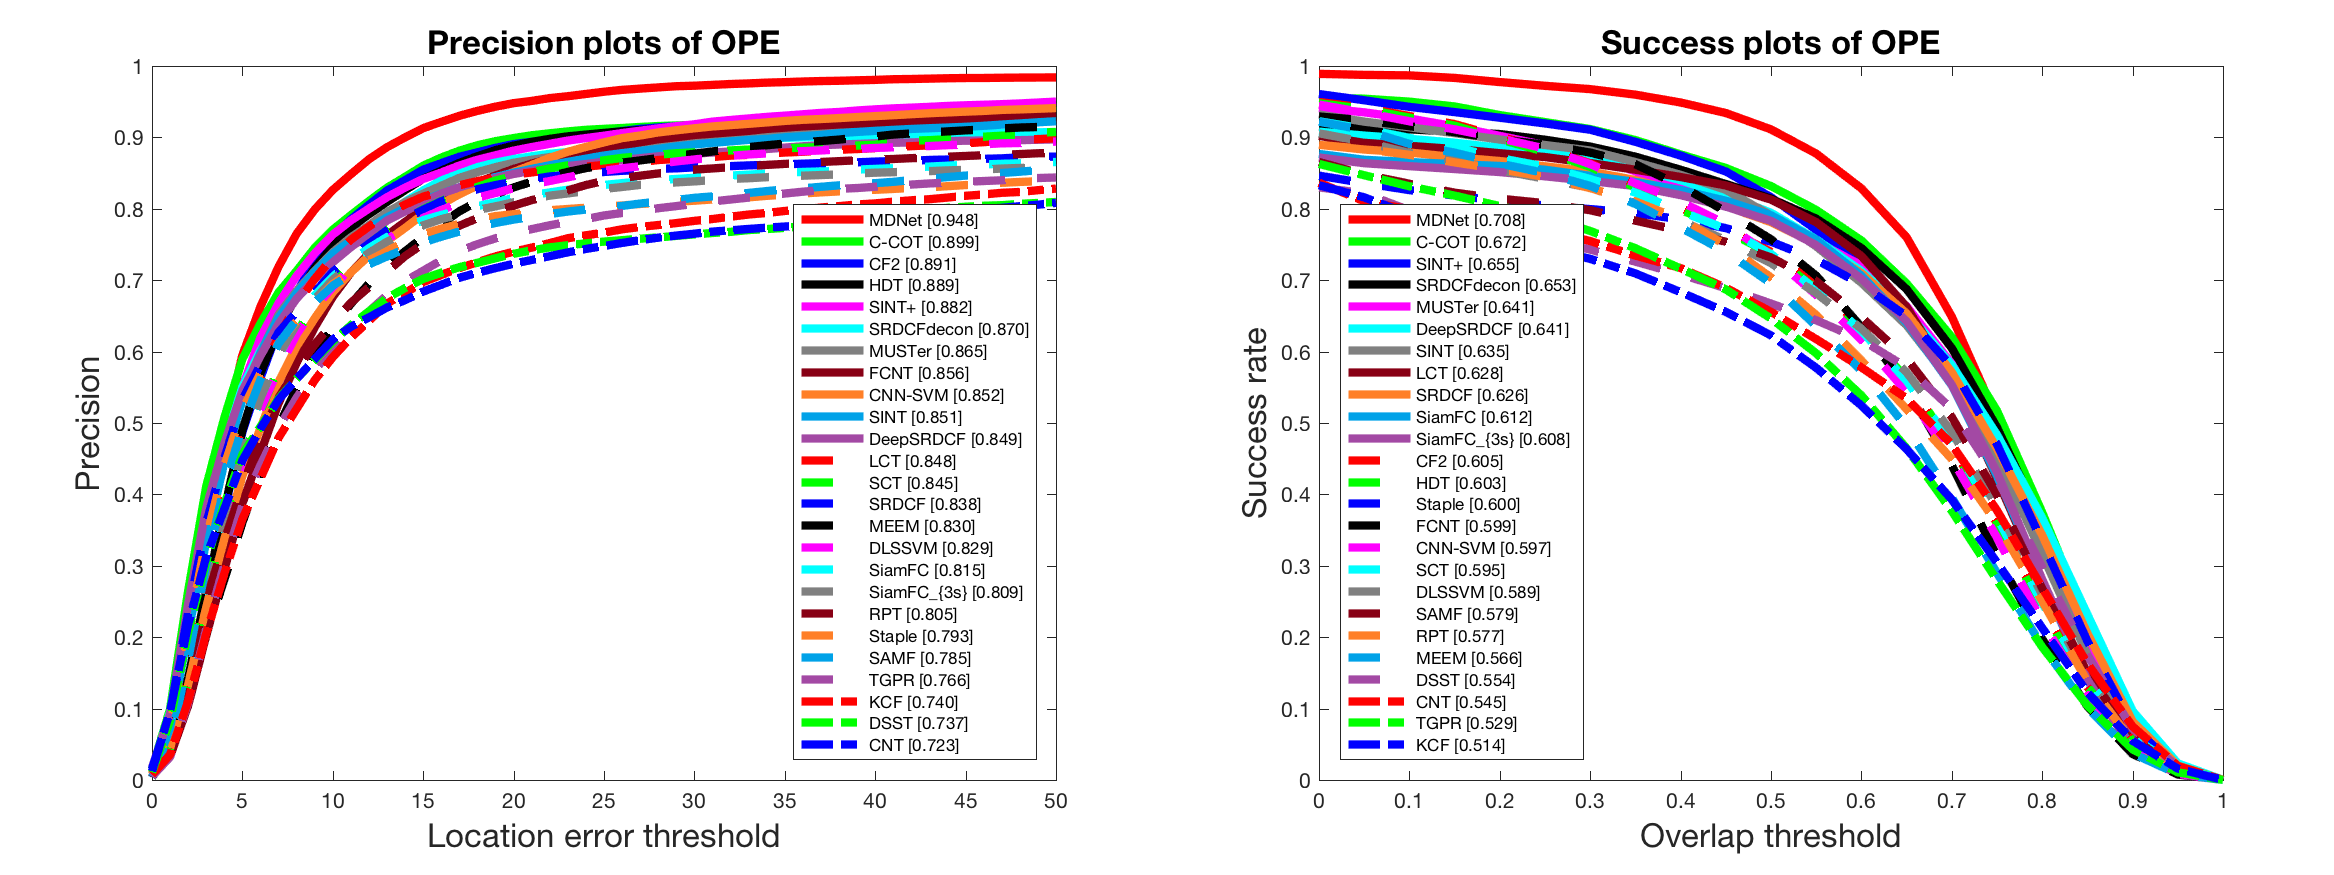 Precision plots of OPE
1
0.9
0.8
0.7
0.6
0.5
0.4
0.3
0.2
0.1
0
Precision
MDNet [0.948]
C-COT [0.899]
CF2 [0.891]
HDT [0.889]
SINT+ [0.882]
SRDCFdecon [0.870]
MUSTer [0.865]
FCNT [0.856]
CNN-SVM [0.852]
SINT [0.851]
DeepSRDCF [0.849]
LCT [0.848]
SCT [0.845]
SRDCF [0.838]
MEEM [0.830]
DLSSVM [0.829]
SiamFC [0.815]
SiamFC_{3s} [0.809]
RPT [0.805]
Staple [0.793]
SAMF [0.785]
TGPR [0.766]
KCF [0.740]
DSST [0.737]
CNT [0.723]
0 5 10 15 20 25 30 35 40 45 50
Location error threshold
Success plots of OPE
1
0.9
0.8
0.7
0.6
0.5
0.4
0.3
0.2
0.1
0
Success rate
MDNet [0.708]
C-COT [0.672]
SINT+ [0.655]
SRDCFdecon [0.653]
MUSTer [0.641]
DeepSRDCF [0.641]
SINT [0.635]
LCT [0.628]
SRDCF [0.626]
SiamFC [0.612]
SiamFC_{3s} [0.608]
CF2 [0.605]
HDT [0.603]
Staple [0.600]
FCNT [0.599]
CNN-SVM [0.597]
SCT [0.595]
DLSSVM [0.589]
SAMF [0.579]
RPT [0.577]
MEEM [0.566]
DSST [0.554]
CNT [0.545]
TGPR [0.529]
KCF [0.514]
0 0.1 0.2 0.3 0.4 0.5 0.6 0.7 0.8 0.9 1
Overlap threshold